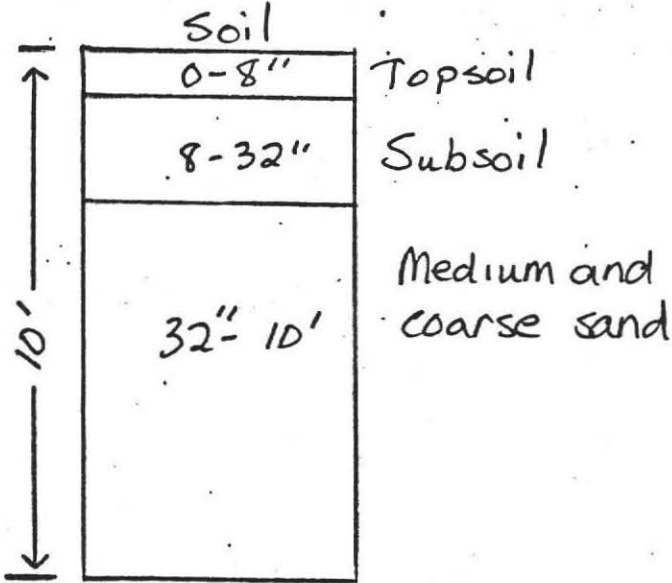 Soil
0-8" Topsoil
8-32" Subsoil
Medium and
32"- 10' coarse sand
10'